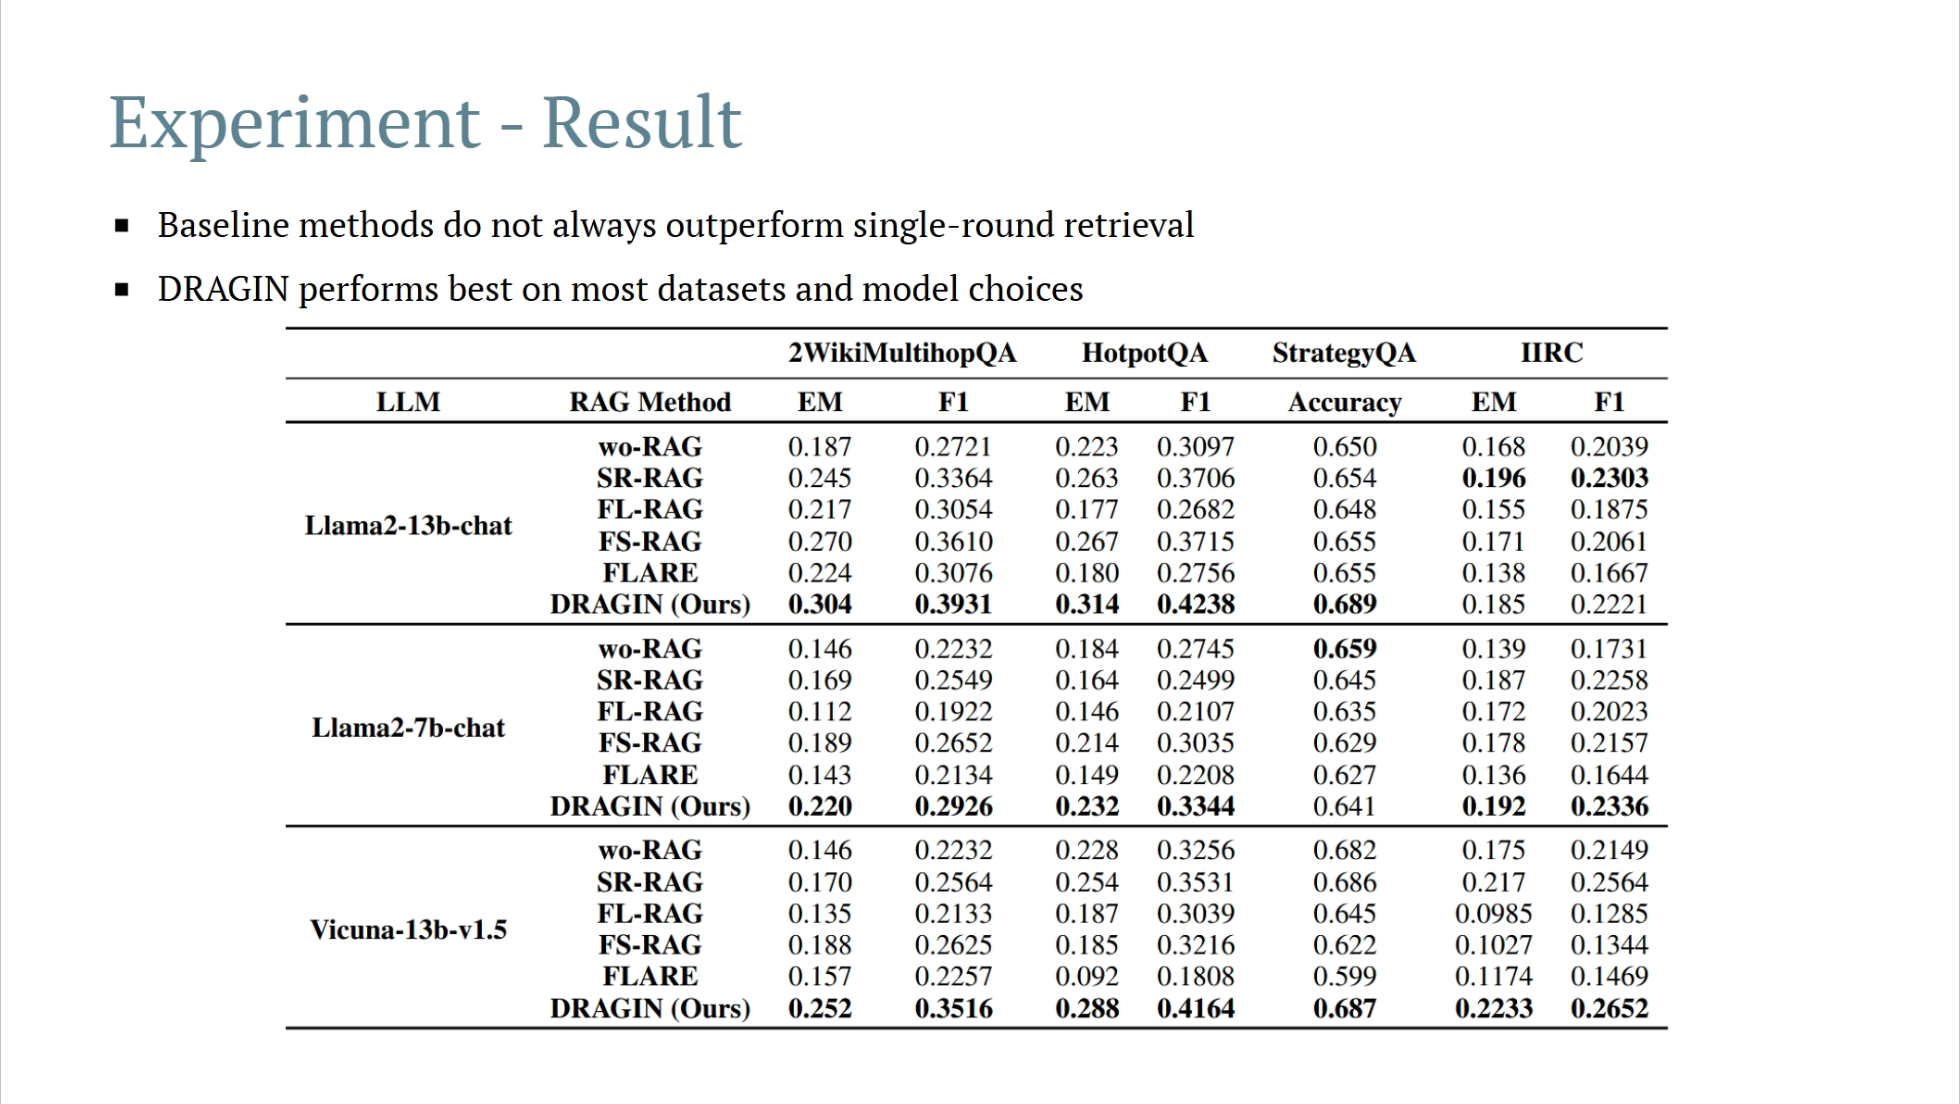 Experiment - Result
▪ Baseline methods do not always outperform single-round retrieval
▪ DRAGIN performs best on most datasets and model choices
2WikiMultihopQA HotpotQA StrategyQA IIRC
LLM RAG Method EM F1 EM F1 Accuracy EM F1
wo-RAG 0.187 0.2721 0.223 0.3097 0.650 0.168 0.2039
SR-RAG 0.245 0.3364 0.263 0.3706 0.654 0.196 0.2303
FL-RAG 0.217 0.3054 0.177 0.2682 0.648 0.155 0.1875
Llama2-13b-chat
FS-RAG 0.270 0.3610 0.267 0.3715 0.655 0.171 0.2061
FLARE 0.224 0.3076 0.180 0.2756 0.655 0.138 0.1667
DRAGIN (Ours) 0.304 0.3931 0.314 0.4238 0.689 0.185 0.2221
wo-RAG 0.146 0.2232 0.184 0.2745 0.659 0.139 0.1731
SR-RAG 0.169 0.2549 0.164 0.2499 0.645 0.187 0.2258
FL-RAG 0.112 0.1922 0.146 0.2107 0.635 0.172 0.2023
Llama2-7b-chat
FS-RAG 0.189 0.2652 0.214 0.3035 0.629 0.178 0.2157
FLARE 0.143 0.2134 0.149 0.2208 0.627 0.136 0.1644
DRAGIN (Ours) 0.220 0.2926 0.232 0.3344 0.641 0.192 0.2336
wo-RAG 0.146 0.2232 0.228 0.3256 0.682 0.175 0.2149
SR-RAG 0.170 0.2564 0.254 0.3531 0.686 0.217 0.2564
FL-RAG 0.135 0.2133 0.187 0.3039 0.645 0.0985 0.1285
Vicuna-13b-v1.5
FS-RAG 0.188 0.2625 0.185 0.3216 0.622 0.1027 0.1344
FLARE 0.157 0.2257 0.092 0.1808 0.599 0.1174 0.1469
DRAGIN (Ours) 0.252 0.3516 0.288 0.4164 0.687 0.2233 0.2652